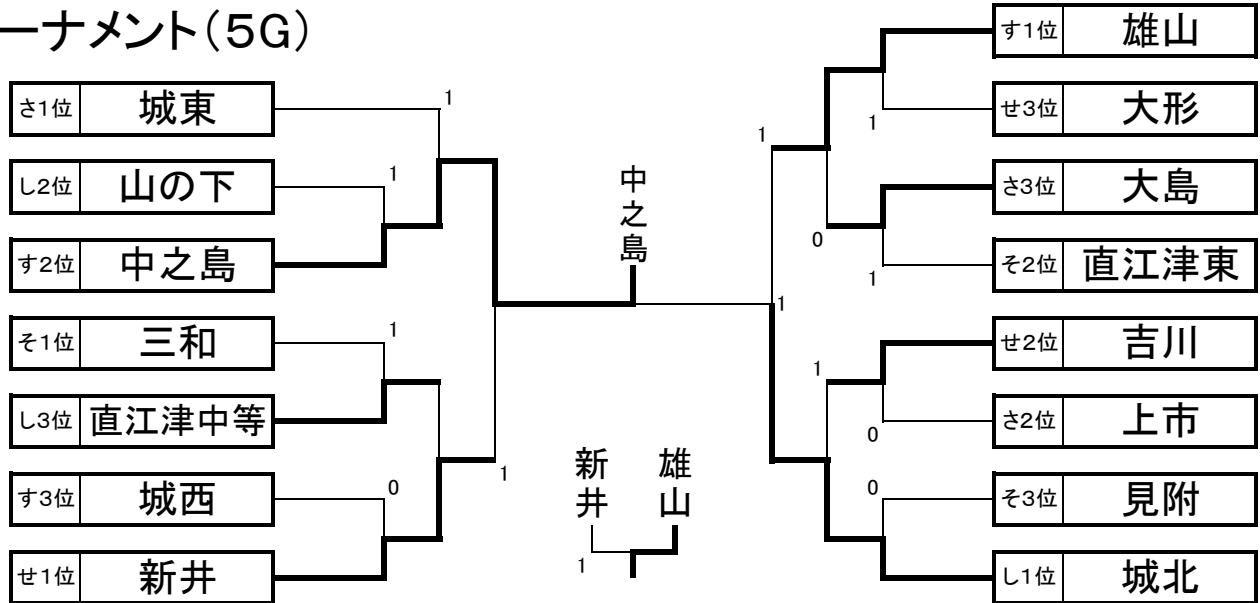 ーナメント（5G）
さ1位 城東
し2位 山の下
す2位 中之島
そ1位 三和
し3位 直江津中等
す3位 城西
せ1位 新井
1
1
1
0
1
中之島
新井 雄山
1
1
1
1
0
1
1
0
0
す1位 雄山
せ3位 大形
さ3位 大島
そ2位 直江津東
せ2位 吉川
さ2位 上市
そ3位 見附
し1位 城北